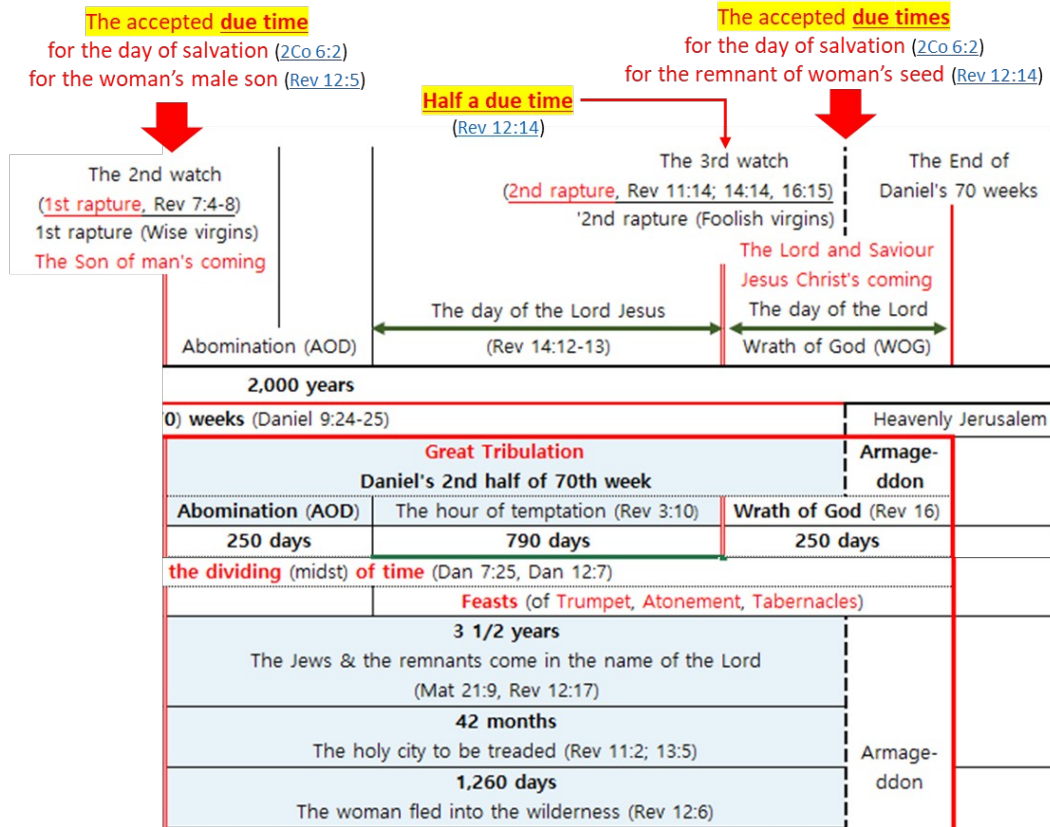 The accepted due time
for the day of salvation (2Co 6:2)
for the woman's male son (Rev 12:5)
The accepted due times
for the day of salvation (2Co 6:2)
for the remnant of woman's seed (Rev 12:14)
Half a due time
(Rev 12:14)
The 2nd watch
(1st rapture, Rev 7:4-8)
1st rapture (Wise virgins)
The Son of man's coming
The 3rd watch
(2nd rapture, Rev 11:14; 14:14, 16:15)
'2nd rapture (Foolish virgins)
The Lord and Saviour
Jesus Christ's coming
The End of
Daniel's 70 weeks
Abomination (AOD)
The day of the Lord Jesus
(Rev 14:12-13)
The day of the Lord
Wrath of God (WOG)
2,000 years
0) weeks (Daniel 9:24-25)
Heavenly Jerusalem
Great Tribulation
Daniel's 2nd half of 70th week
Armage-
ddon
Abomination (AOD)
The hour of temptation (Rev 3:10)
Wrath of God (Rev 16)
250 days
790 days
250 days
the dividing (midst) of time (Dan 7:25, Dan 12:7)
Feasts (of Trumpet, Atonement, Tabernacles)
3 1/2 years
The Jews & the remnants come in the name of the Lord
(Mat 21:9, Rev 12:17)
42 months
The holy city to be treaded (Rev 11:2; 13:5)
1,260 days
The woman fled into the wilderness (Rev 12:6)
Armage-
ddon